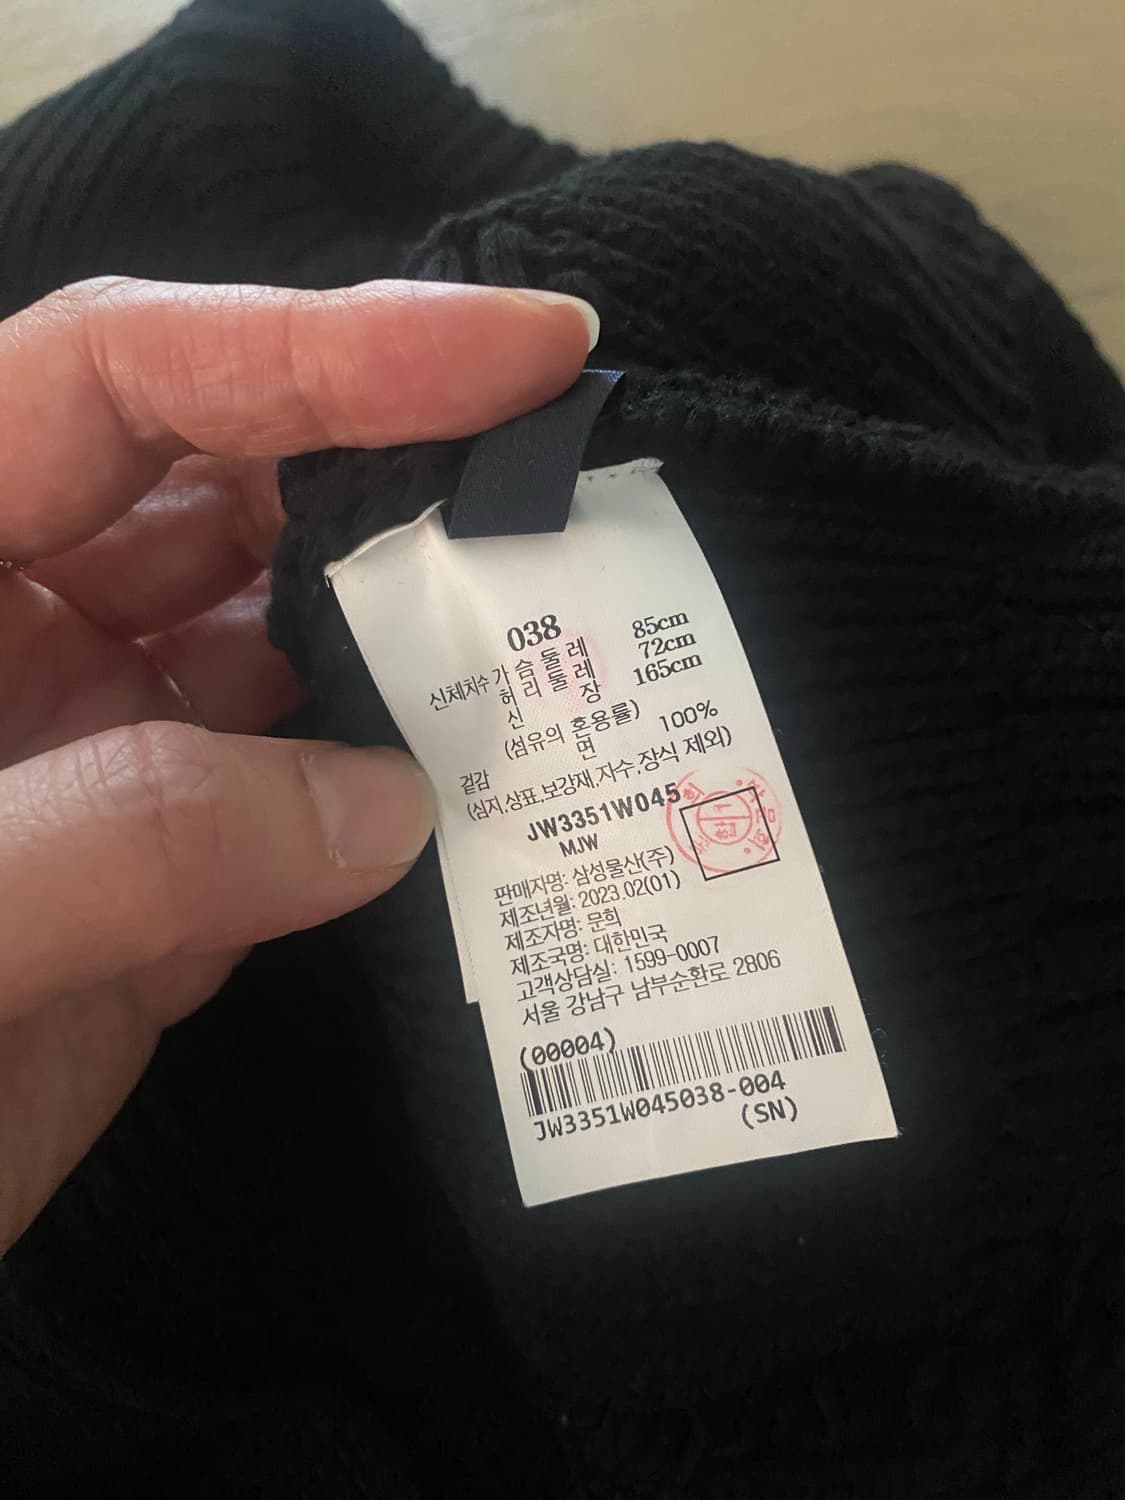 038
신체치수 가슴둘레 85cm
허리둘레 72cm
신장 165cm
(섬유의 혼용률)
겉감 면 100%
(심지,상표,보강재,자수,장식 제외)
JW3351W045
MJW
판매자명: 삼성물산(주)
제조년월: 2023.02(01)
제조자명: 문희
제조국명: 대한민국
고객상담실: 1599-0007
서울 강남구 남부순환로 2806
(00004)
JW3351W045038-004
(SN)